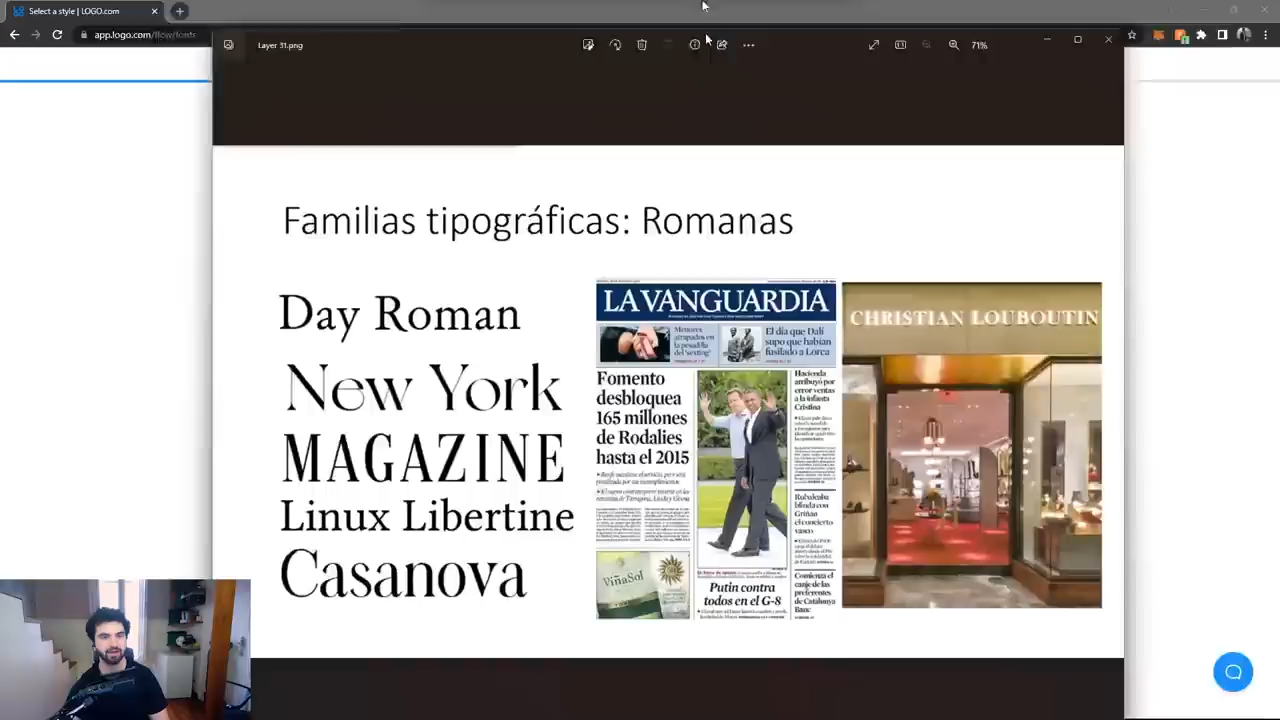 Select a style | LOGO.com
app.logo.com/flow/fonts
Layer 31.png
71%
Familias tipográficas: Romanas
Day Roman
New York
MAGAZINE
Linux Libertine
Casanova
LA VANGUARDIA
Menores
atrapados en
la pesadilla
del 'sexting'
El día que Dalí
supo que habían
fusilado a Lorca
Fomento
desbloquea
165 millones
de Rodalies
hasta el 2015
Hacienda
atribuyó por
error ventas
a la infanta
Cristina
Rubalcaba
blinda con
Griñán
el concierto
vasco
Comienza el
canje de las
preferentes
de Catalunya
Banc
ViñaSol
Putin contra
todos en el G-8
CHRISTIAN LOUBOUTIN